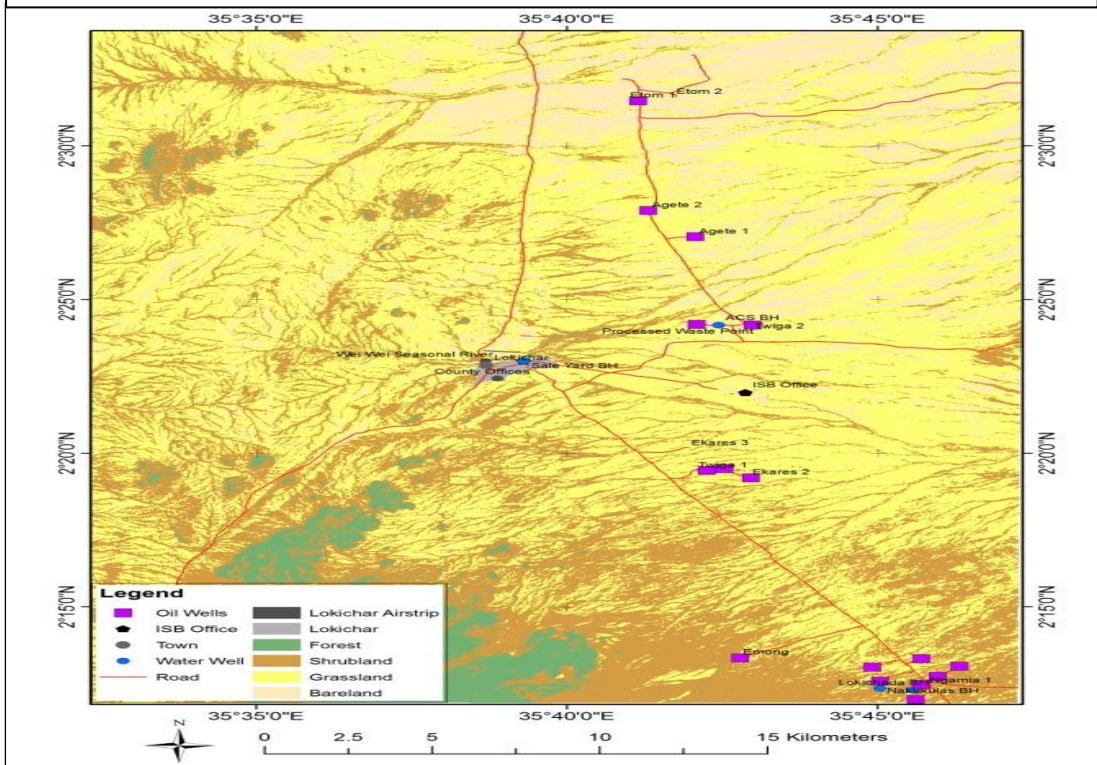 35°35'0"E 35°40'0"E 35°45'0"E
Etom 1
Etom 2
2°30'0"N 2°30'0"N
Agete 2
Agete 1
2°25'0"N 2°25'0"N
ACS BH
Processed Waste Point
Twiga 2
Wei Wei Seasonal River
Lokichar
Sale Yard BH
County Offices
ISB Office
Ekares 3
2°20'0"N 2°20'0"N
Twiga 1
Ekares 2
2°15'0"N 2°15'0"N
Legend
Oil Wells
ISB Office
Town
Water Well
Road
Lokichar Airstrip
Lokichar
Forest
Shrubland
Grassland
Bareland
Emong
Lokichada BH
Ngamia 1
Nakukulas BH
35°35'0"E 35°40'0"E 35°45'0"E
N
0 2.5 5 10 15 Kilometers